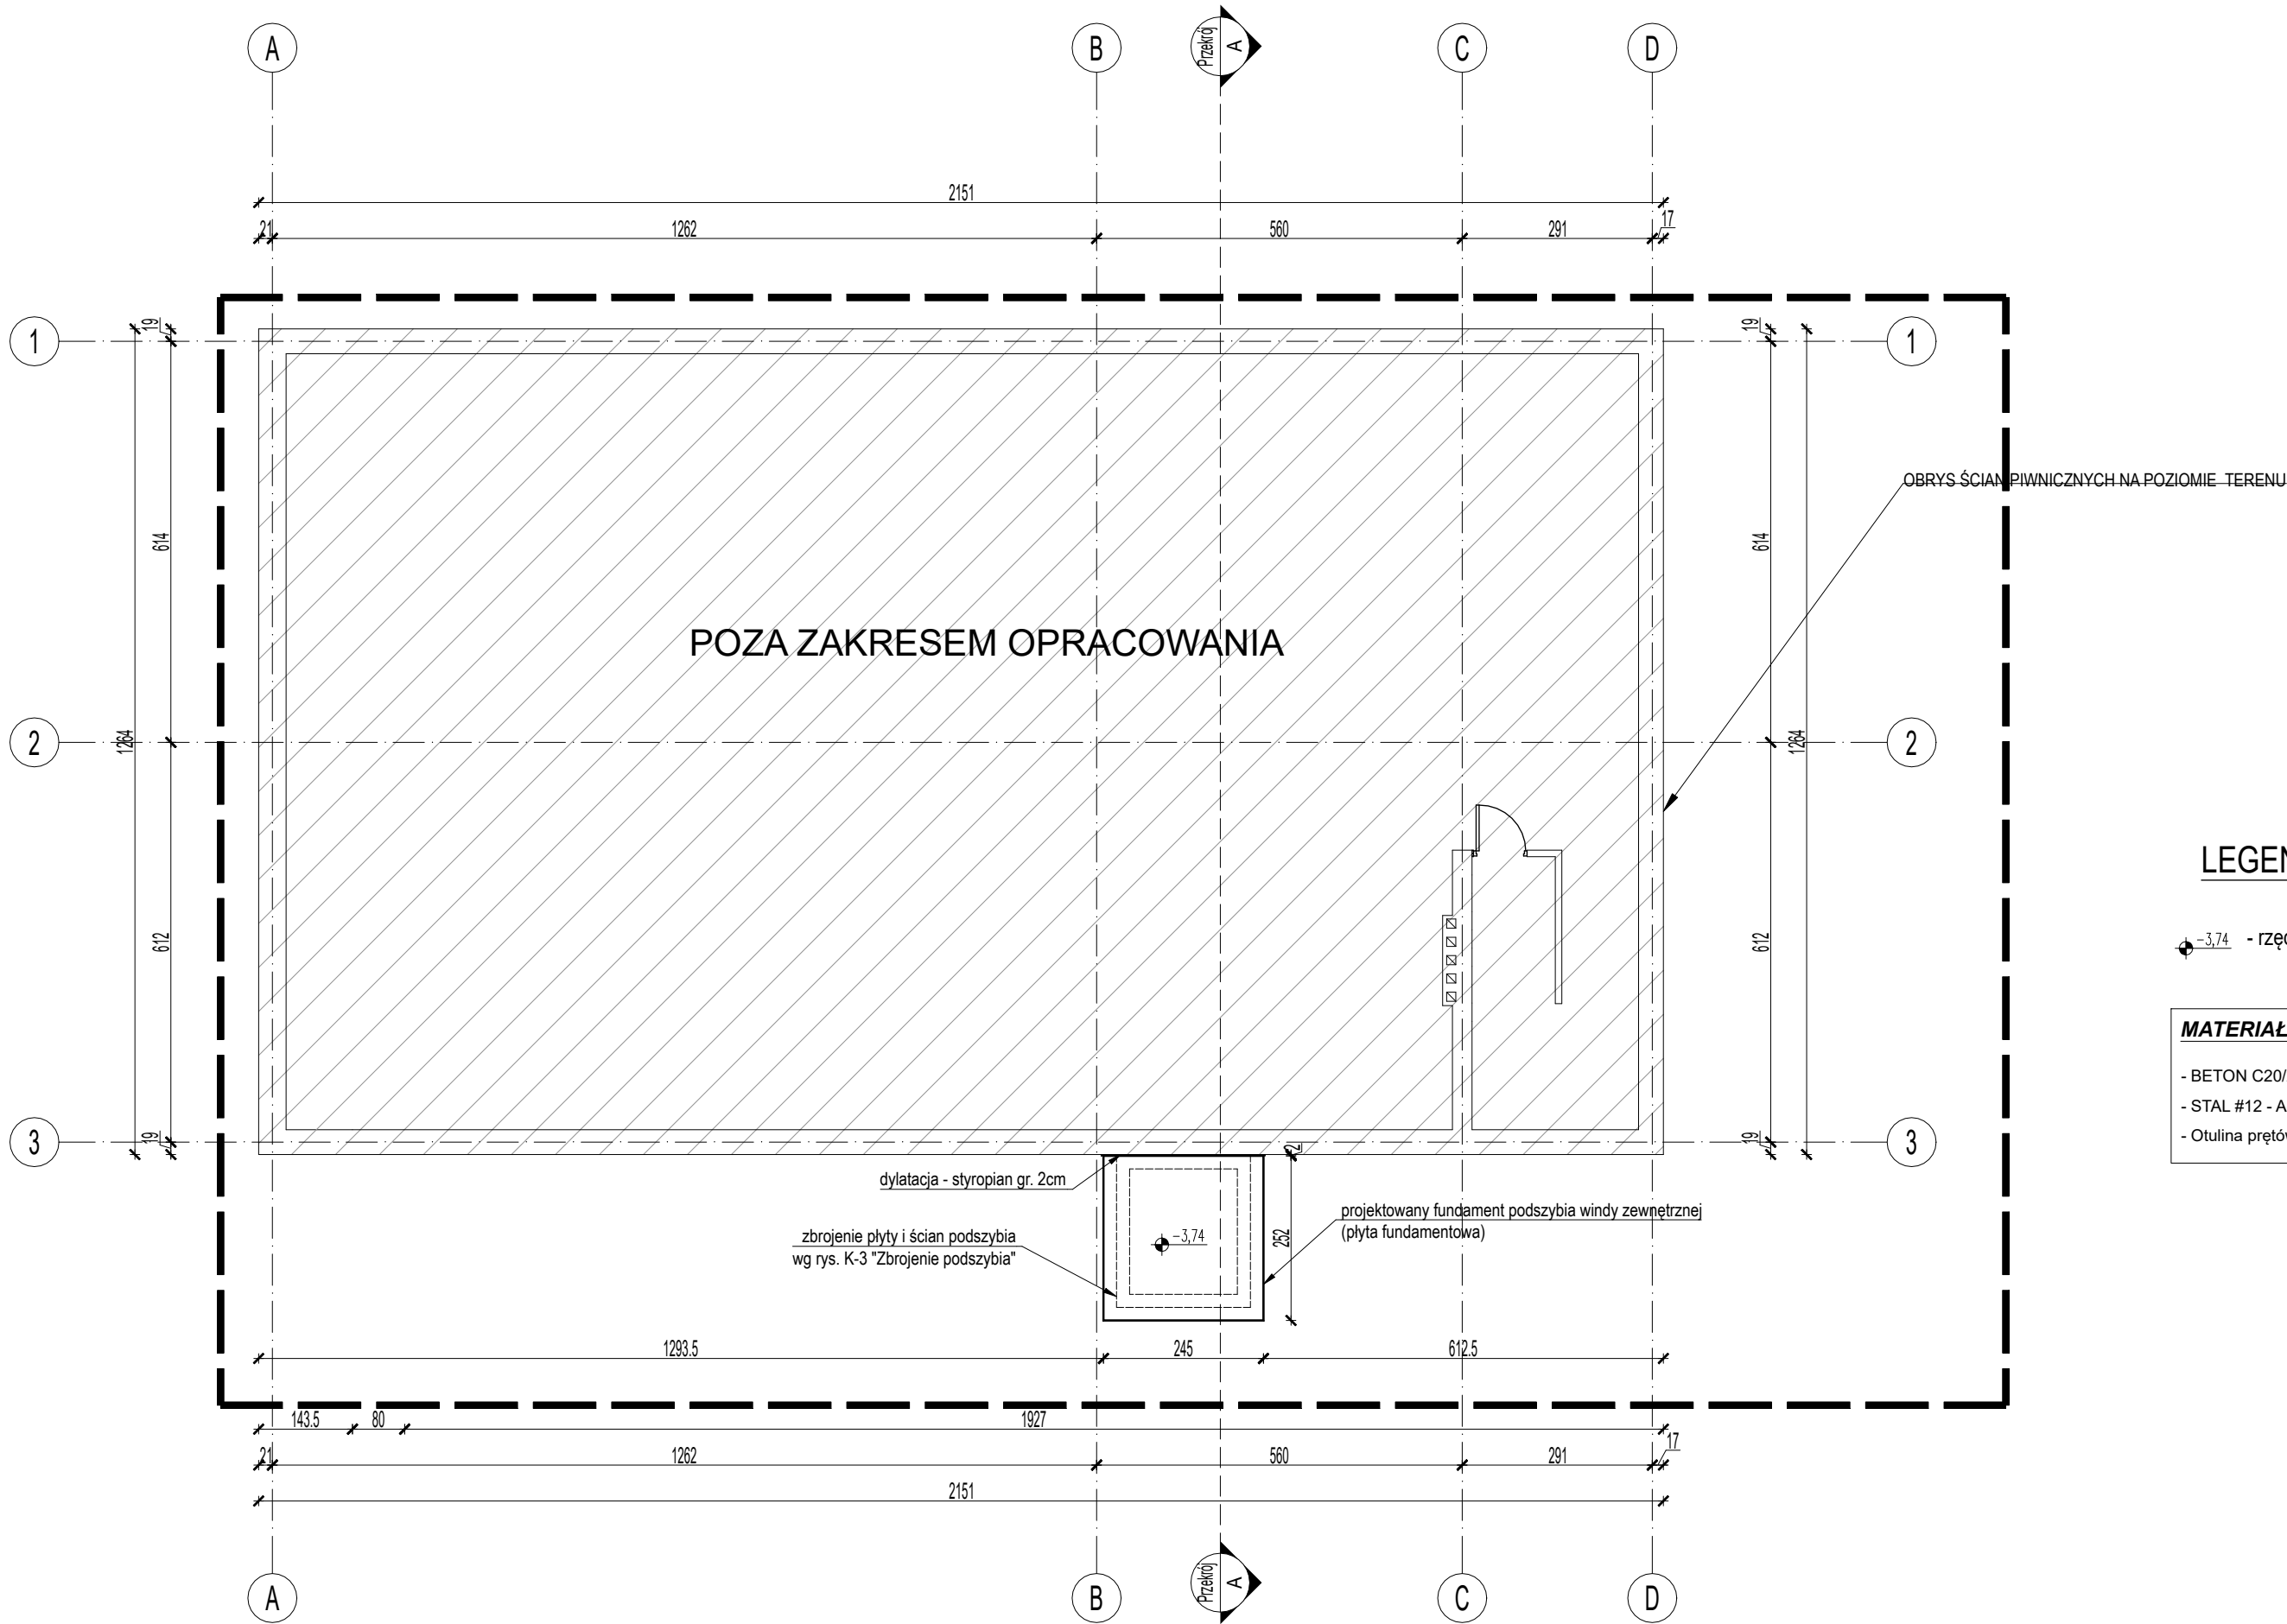 A
B
Przekrój
A
C
D
2151
21
1262
560
291
17
19
19
1
1
OBRYS ŚCIAN PIWNICZNYCH NA POZIOMIE TERENU
614
614
POZA ZAKRESEM OPRACOWANIA
2
1264
1264
2
612
612
-3,74
MATERIAŁ
- BETON C20/
- STAL #12 - A
3
19
19
3
2
dylatacja - styropian gr. 2cm
projektowany fundament podszybia windy zewnętrznej
(płyta fundamentowa)
zbrojenie płyty i ścian podszybia
wg rys. K-3 "Zbrojenie podszybia"
-3,74
252
1293.5
245
612.5
143.5
80
1927
21
1262
560
291
17
2151
A
B
Przekrój
A
C
D